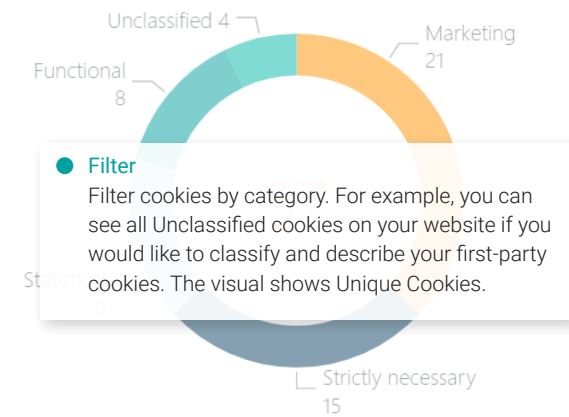 Unclassified 4
Marketing
21
Functional
8
Filter
Filter cookies by category. For example, you can
see all Unclassified cookies on your website if you
would like to classify and describe your first-party
cookies. The visual shows Unique Cookies.
Statistical
9
Strictly necessary
15